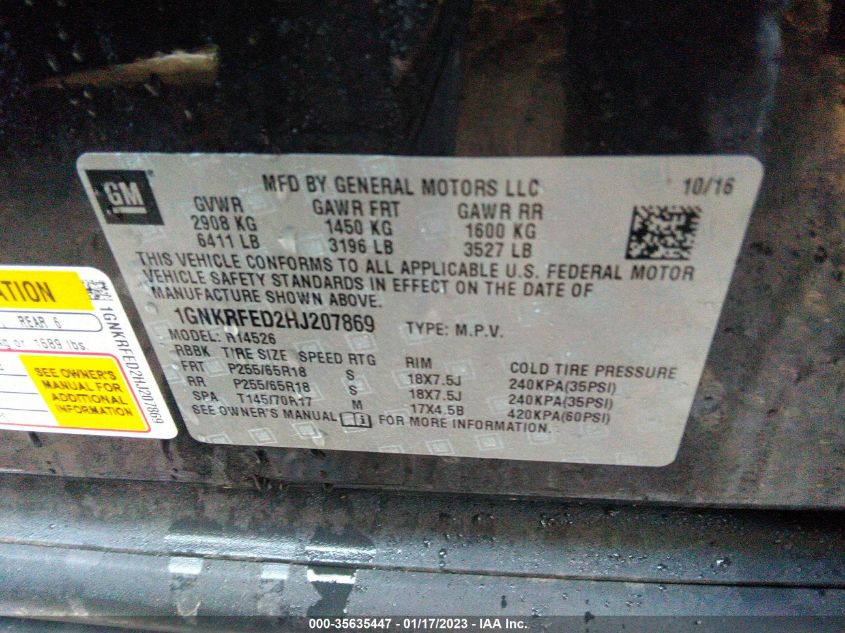 GM
MFD BY GENERAL MOTORS LLC
10/16
GVWR GAWR FRT GAWR RR
2908 KG 1450 KG 1600 KG
6411 LB 3196 LB 3527 LB
THIS VEHICLE CONFORMS TO ALL APPLICABLE U.S. FEDERAL MOTOR
VEHICLE SAFETY STANDARDS IN EFFECT ON THE DATE OF
MANUFACTURE SHOWN ABOVE.
1GNKRFED2HJ207869 TYPE: M.P.V.
MODEL: R14526
RBBK TIRE SIZE SPEED RTG RIM COLD TIRE PRESSURE
FRT P255/65R18 S 18X7.5J 240KPA(35PSI)
RR P255/65R18 S 18X7.5J 240KPA(35PSI)
SPA T145/70R17 M 17X4.5B 420KPA(60PSI)
SEE OWNER'S MANUAL FOR MORE INFORMATION.
REAR 6
lbs.
SEE OWNER'S
MANUAL FOR
ADDITIONAL
INFORMATION
1GNKRFED2HJ207869
000-35635447 — 01/17/2023 — IAA Inc.